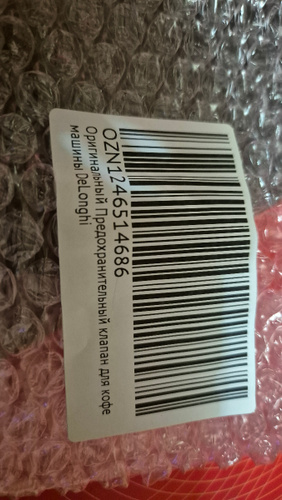 OZN1246514686
Оригинальный Предохранительный клапан для кофе
машины DeLonghi